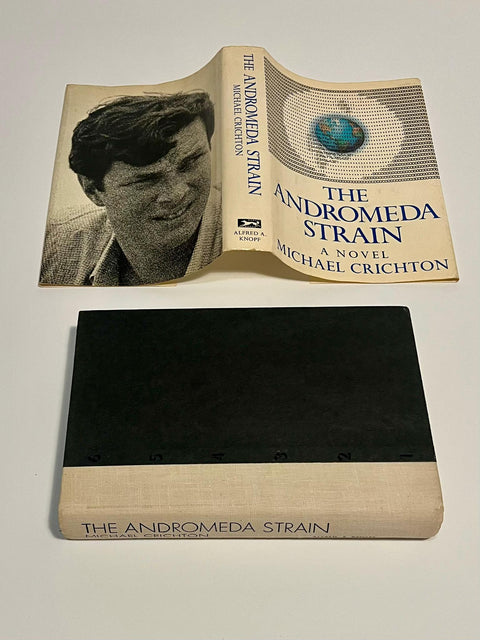 THE ANDROMEDA STRAIN
MICHAEL CRICHTON
ALFRED A.
KNOPF
THE
ANDROMEDA
STRAIN
A NOVEL
MICHAEL CRICHTON
6 5 4 3 2 1
THE ANDROMEDA STRAIN
MICHAEL CRICHTON